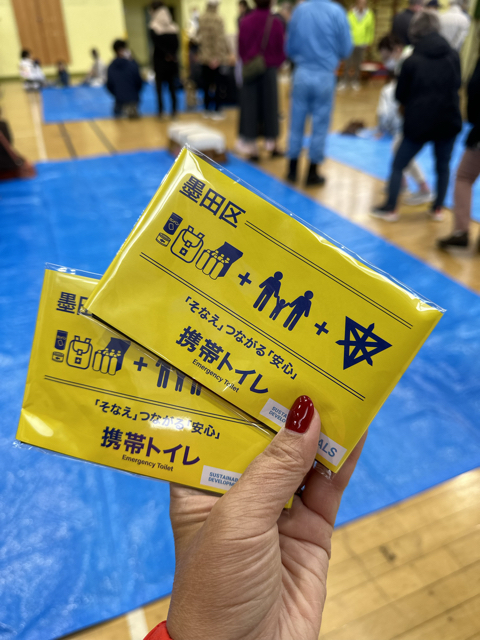 墨田区
「そなえ」つながる「安心」
携帯トイレ
Emergency Toilet
ALS
墨田
「そなえ」つながる「安心」
携帯トイレ
Emergency Toilet